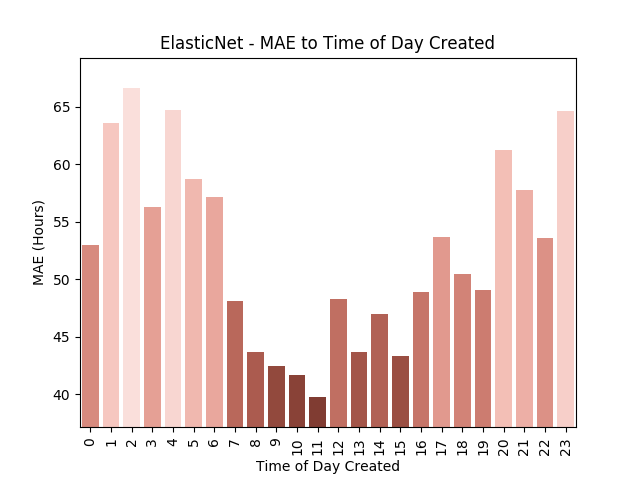 ElasticNet - MAE to Time of Day Created
MAE (Hours)
65
60
55
50
45
40
0 1 2 3 4 5 6 7 8 9 10 11 12 13 14 15 16 17 18 19 20 21 22 23
Time of Day Created